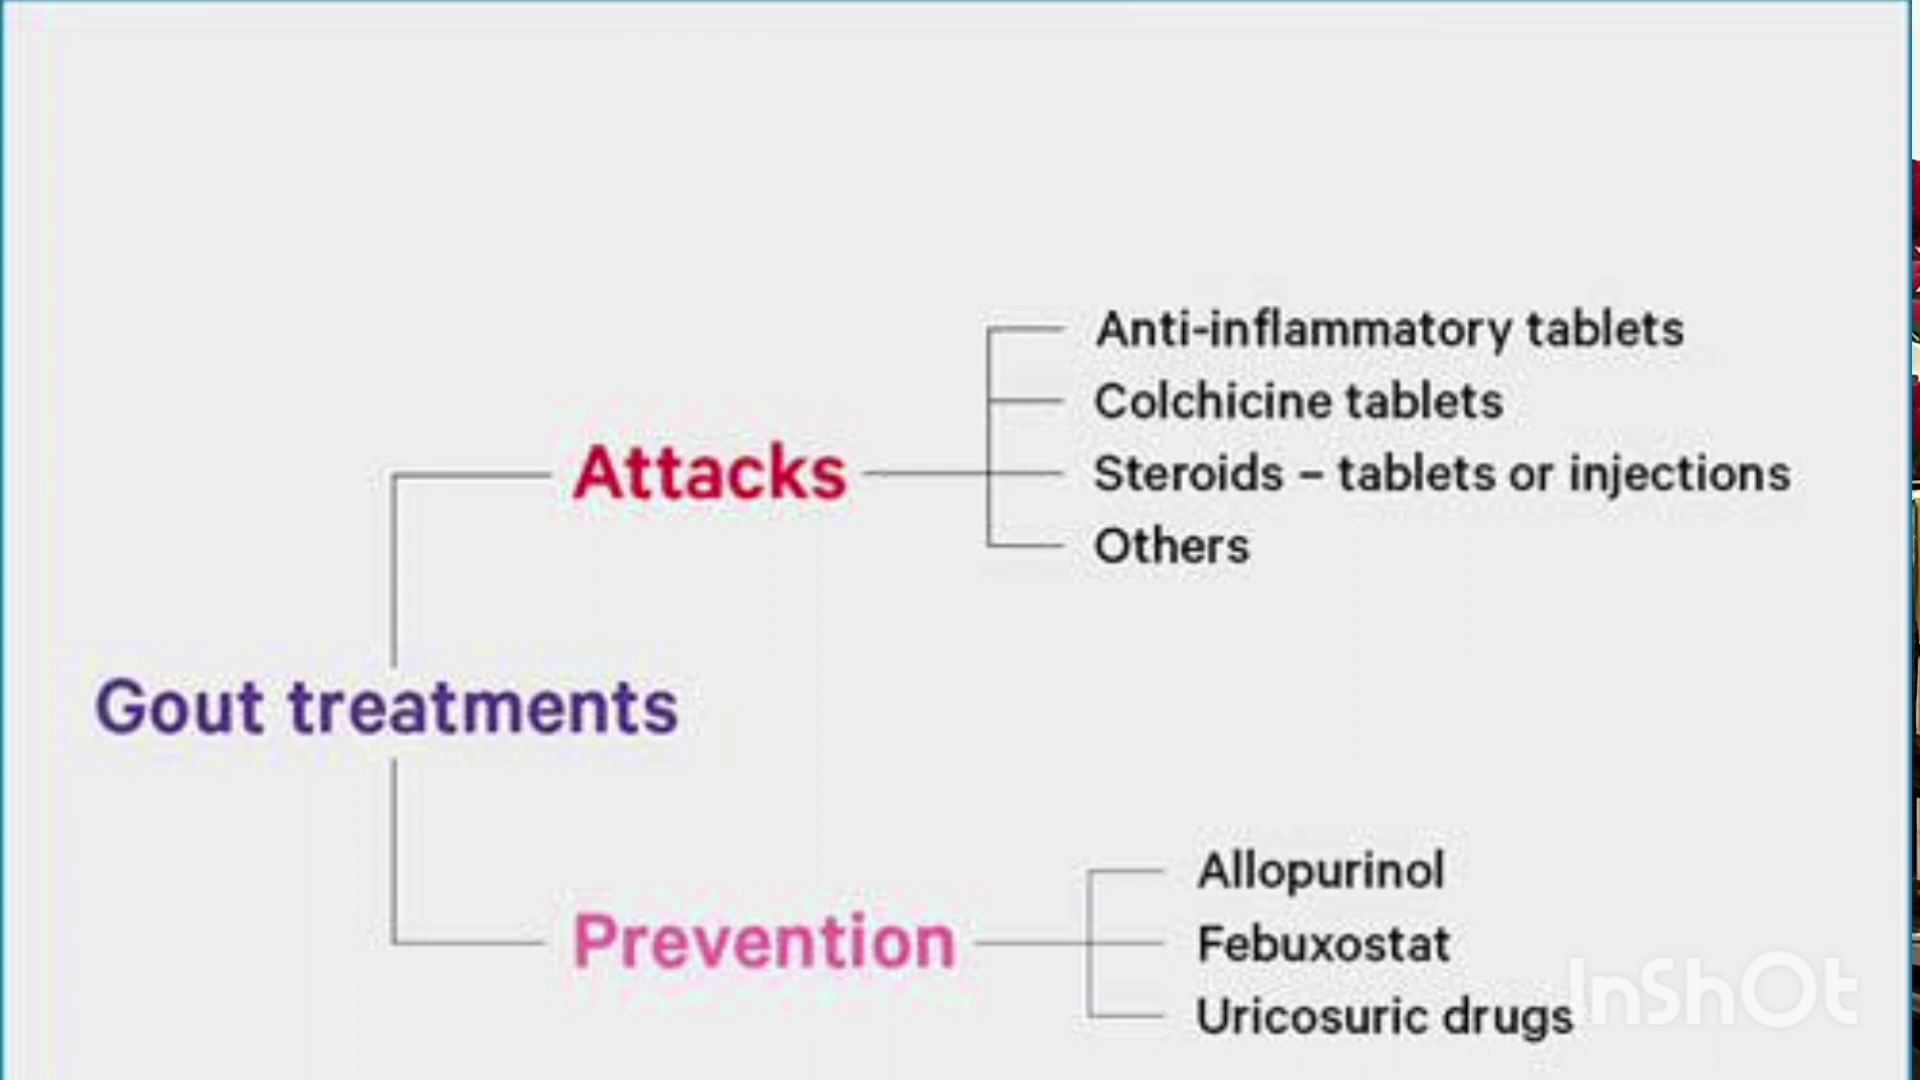 Anti-inflammatory tablets
Colchicine tablets
Attacks
Steroids – tablets or injections
Others
Gout treatments
Allopurinol
Prevention
Febuxostat
Uricosuric drugs
InShOt